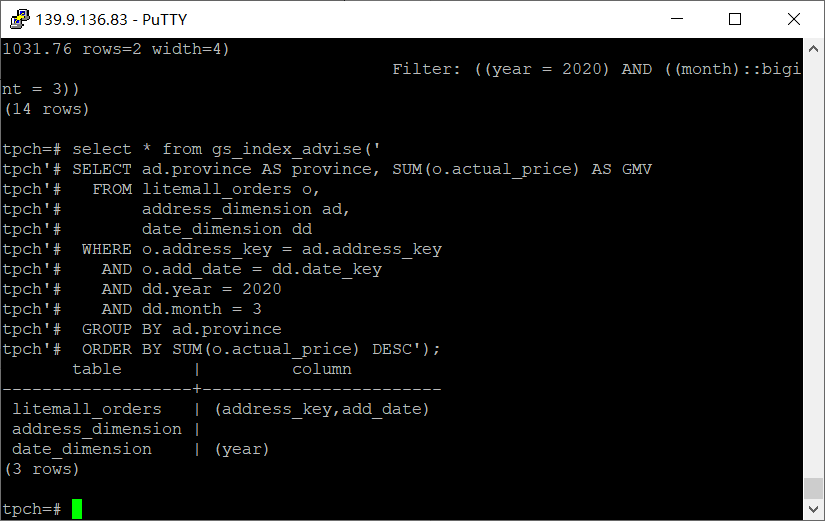 139.9.136.83 - PuTTY
1031.76 rows=2 width=4)
Filter: ((year = 2020) AND ((month)::bigi
nt = 3))
(14 rows)
tpch=# select * from gs_index_advise('
tpch'# SELECT ad.province AS province, SUM(o.actual_price) AS GMV
tpch'#   FROM litemall_orders o,
tpch'#        address_dimension ad,
tpch'#        date_dimension dd
tpch'#  WHERE o.address_key = ad.address_key
tpch'#    AND o.add_date = dd.date_key
tpch'#    AND dd.year = 2020
tpch'#    AND dd.month = 3
tpch'#  GROUP BY ad.province
tpch'#  ORDER BY SUM(o.actual_price) DESC');
       table       |         column
-------------------+------------------------
 litemall_orders   | (address_key,add_date)
 address_dimension |
 date_dimension    | (year)
(3 rows)
tpch=#